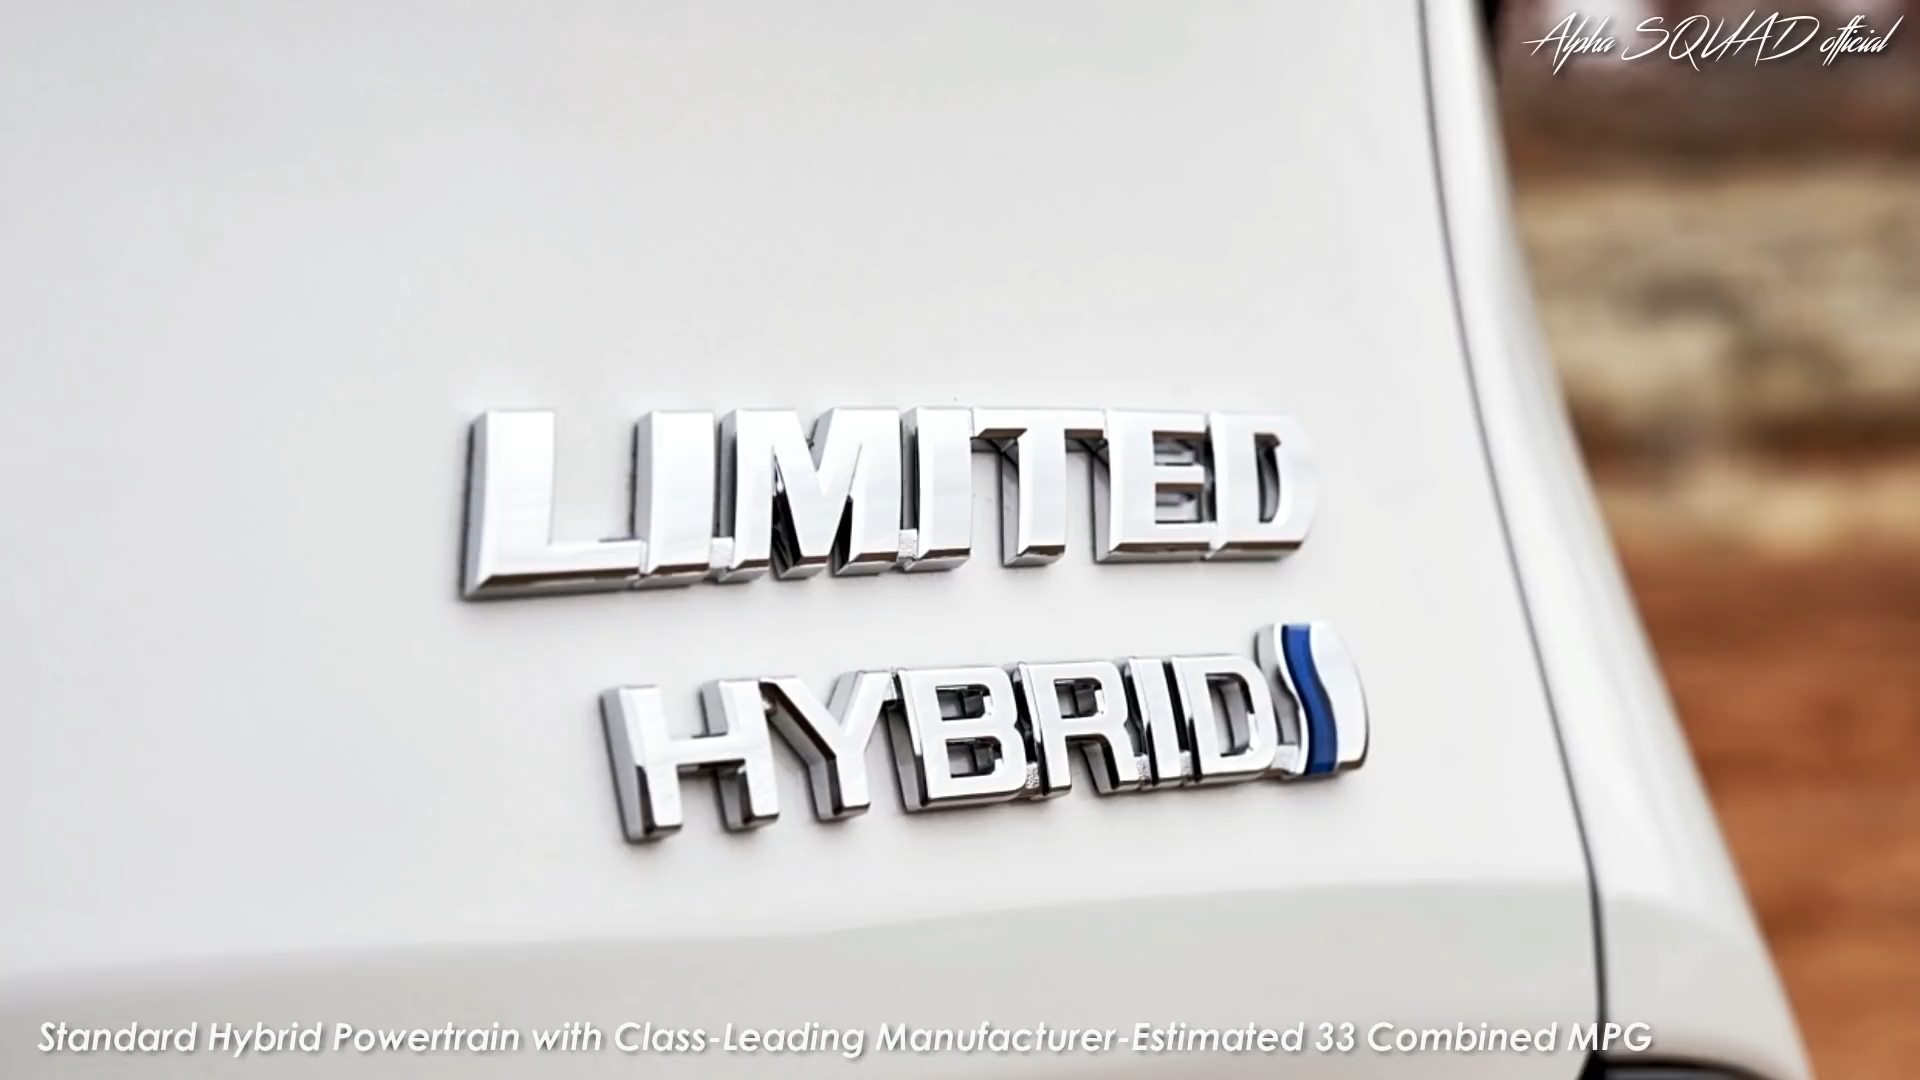 Alpha SQUAD official
LIMITED
HYBRID
Standard Hybrid Powertrain with Class-Leading Manufacturer-Estimated 33 Combined MPG